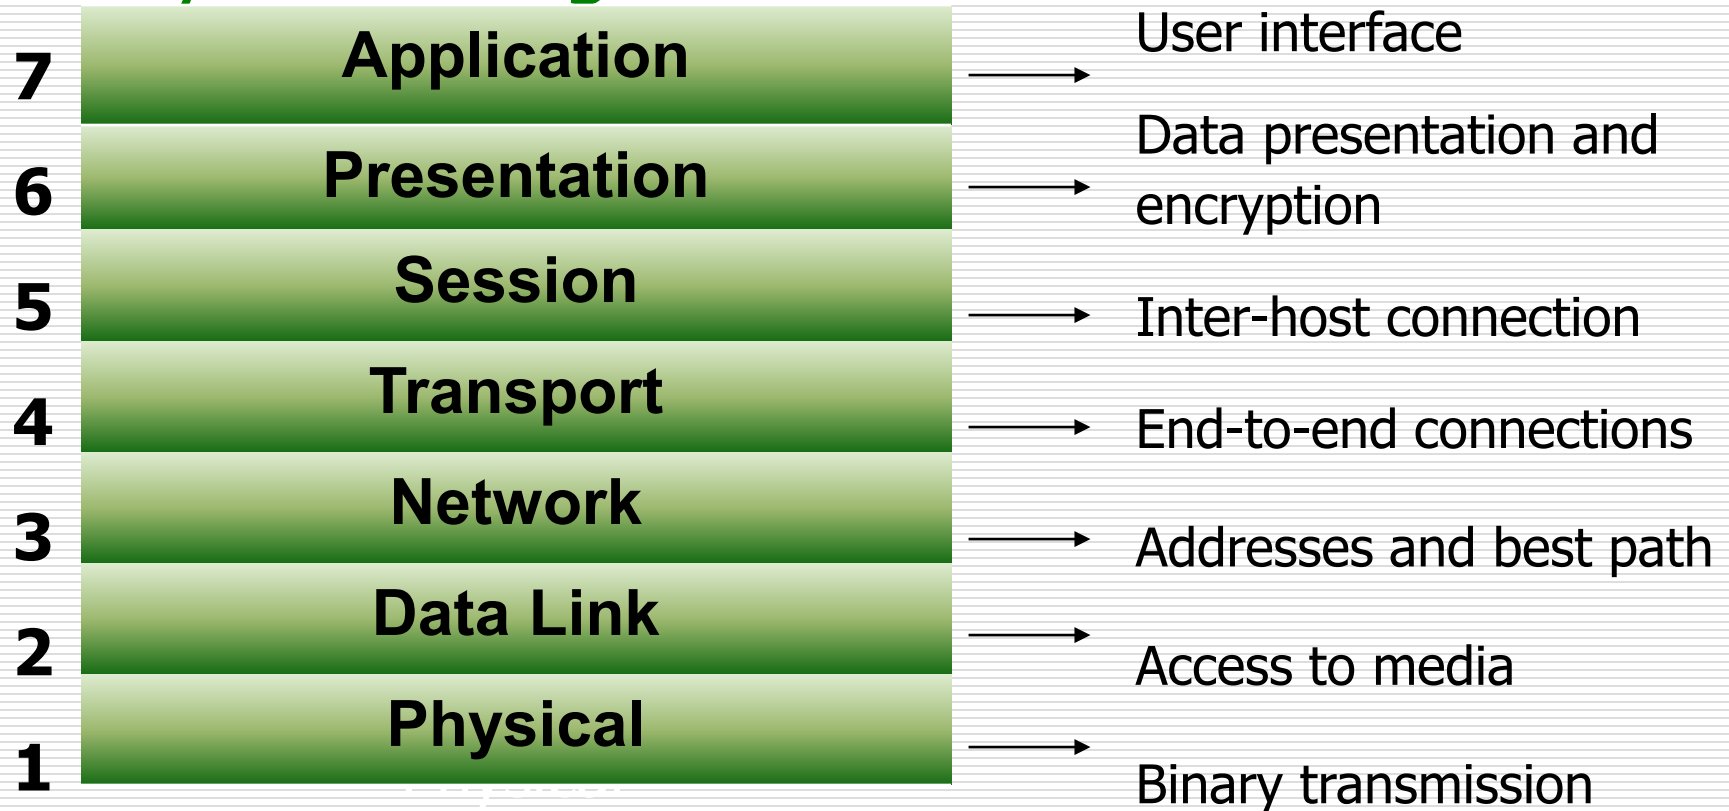 7 Application User interface
6 Presentation Data presentation and
encryption
5 Session Inter-host connection
4 Transport End-to-end connections
3 Network Addresses and best path
2 Data Link Access to media
1 Physical Binary transmission